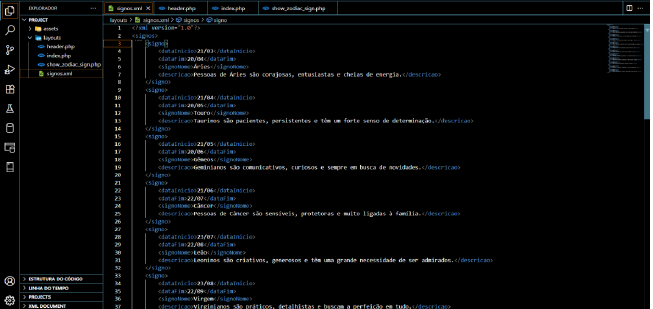 EXPLORADOR
PROJECT
assets
layouts
header.php
index.php
show_zodiac_sign.php
signos.xml
ESTRUTURA DO CÓDIGO
LINHA DO TEMPO
PROJECTS
XML DOCUMENT
signos.xml header.php index.php show_zodiac_sign.php
layouts > signos.xml > signos > signo
1 <?xml version="1.0"?>
2 <signos>
3 <signo>
4 <dataInicio>21/03</dataInicio>
5 <dataFim>20/04</dataFim>
6 <signoNome>Áries</signoNome>
7 <descricao>Pessoas de Áries são corajosas, entusiastas e cheias de energia.</descricao>
8 </signo>
9 <signo>
10 <dataInicio>21/04</dataInicio>
11 <dataFim>20/05</dataFim>
12 <signoNome>Touro</signoNome>
13 <descricao>Taurinos são pacientes, persistentes e têm um forte senso de determinação.</descricao>
14 </signo>
15 <signo>
16 <dataInicio>21/05</dataInicio>
17 <dataFim>20/06</dataFim>
18 <signoNome>Gêmeos</signoNome>
19 <descricao>Geminianos são comunicativos, curiosos e sempre em busca de novidades.</descricao>
20 </signo>
21 <signo>
22 <dataInicio>21/06</dataInicio>
23 <dataFim>22/07</dataFim>
24 <signoNome>Câncer</signoNome>
25 <descricao>Pessoas de Câncer são sensíveis, protetoras e muito ligadas à família.</descricao>
26 </signo>
27 <signo>
28 <dataInicio>23/07</dataInicio>
29 <dataFim>22/08</dataFim>
30 <signoNome>Leão</signoNome>
31 <descricao>Leoninos são criativos, generosos e têm uma grande necessidade de ser admirados.</descricao>
32 </signo>
33 <signo>
34 <dataInicio>23/08</dataInicio>
35 <dataFim>22/09</dataFim>
36 <signoNome>Virgem</signoNome>
37 <descricao>Virginianos são práticos, detalhistas e buscam a perfeição em tudo.</descricao>